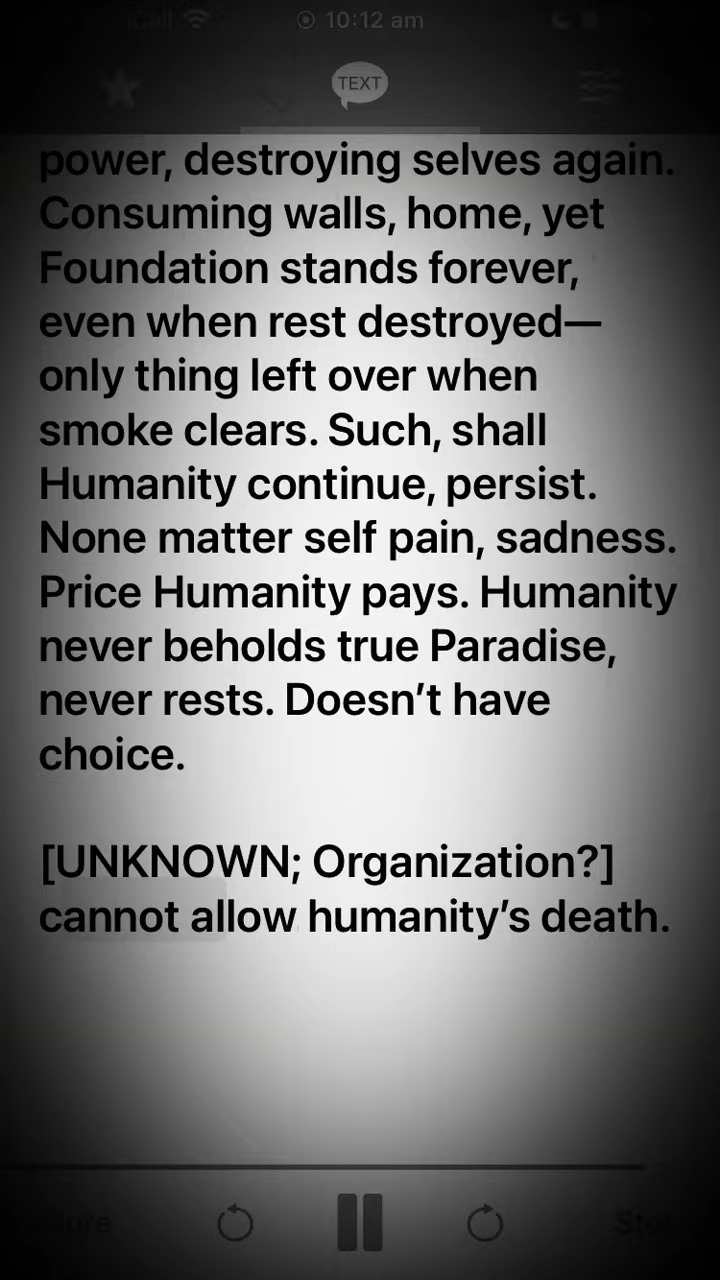 10:12 am
TEXT
power, destroying selves again.
Consuming walls, home, yet
Foundation stands forever,
even when rest destroyed—
only thing left over when
smoke clears. Such, shall
Humanity continue, persist.
None matter self pain, sadness.
Price Humanity pays. Humanity
never beholds true Paradise,
never rests. Doesn’t have
choice.
[UNKNOWN; Organization?]
cannot allow humanity’s death.